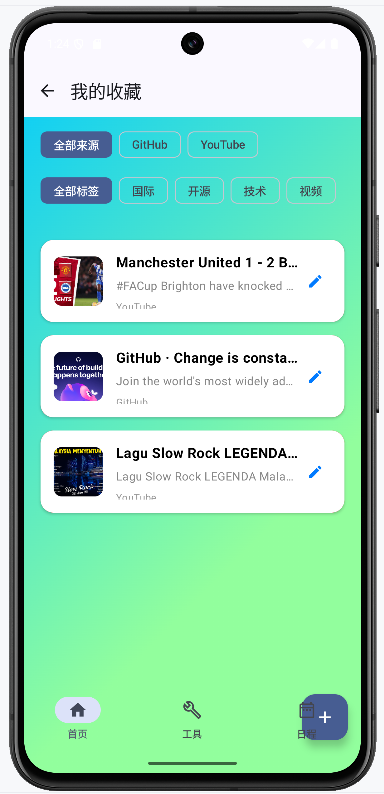 我的收藏
全部来源 GitHub YouTube
全部标签 国际 开源 技术 视频
Manchester United 1 - 2 B...
#FACup Brighton have knocked ...
YouTube
GitHub · Change is consta...
Join the world's most widely ad...
GitHub
Lagu Slow Rock LEGENDA...
Lagu Slow Rock LEGENDA Mala...
YouTube
+
首页 工具 日程